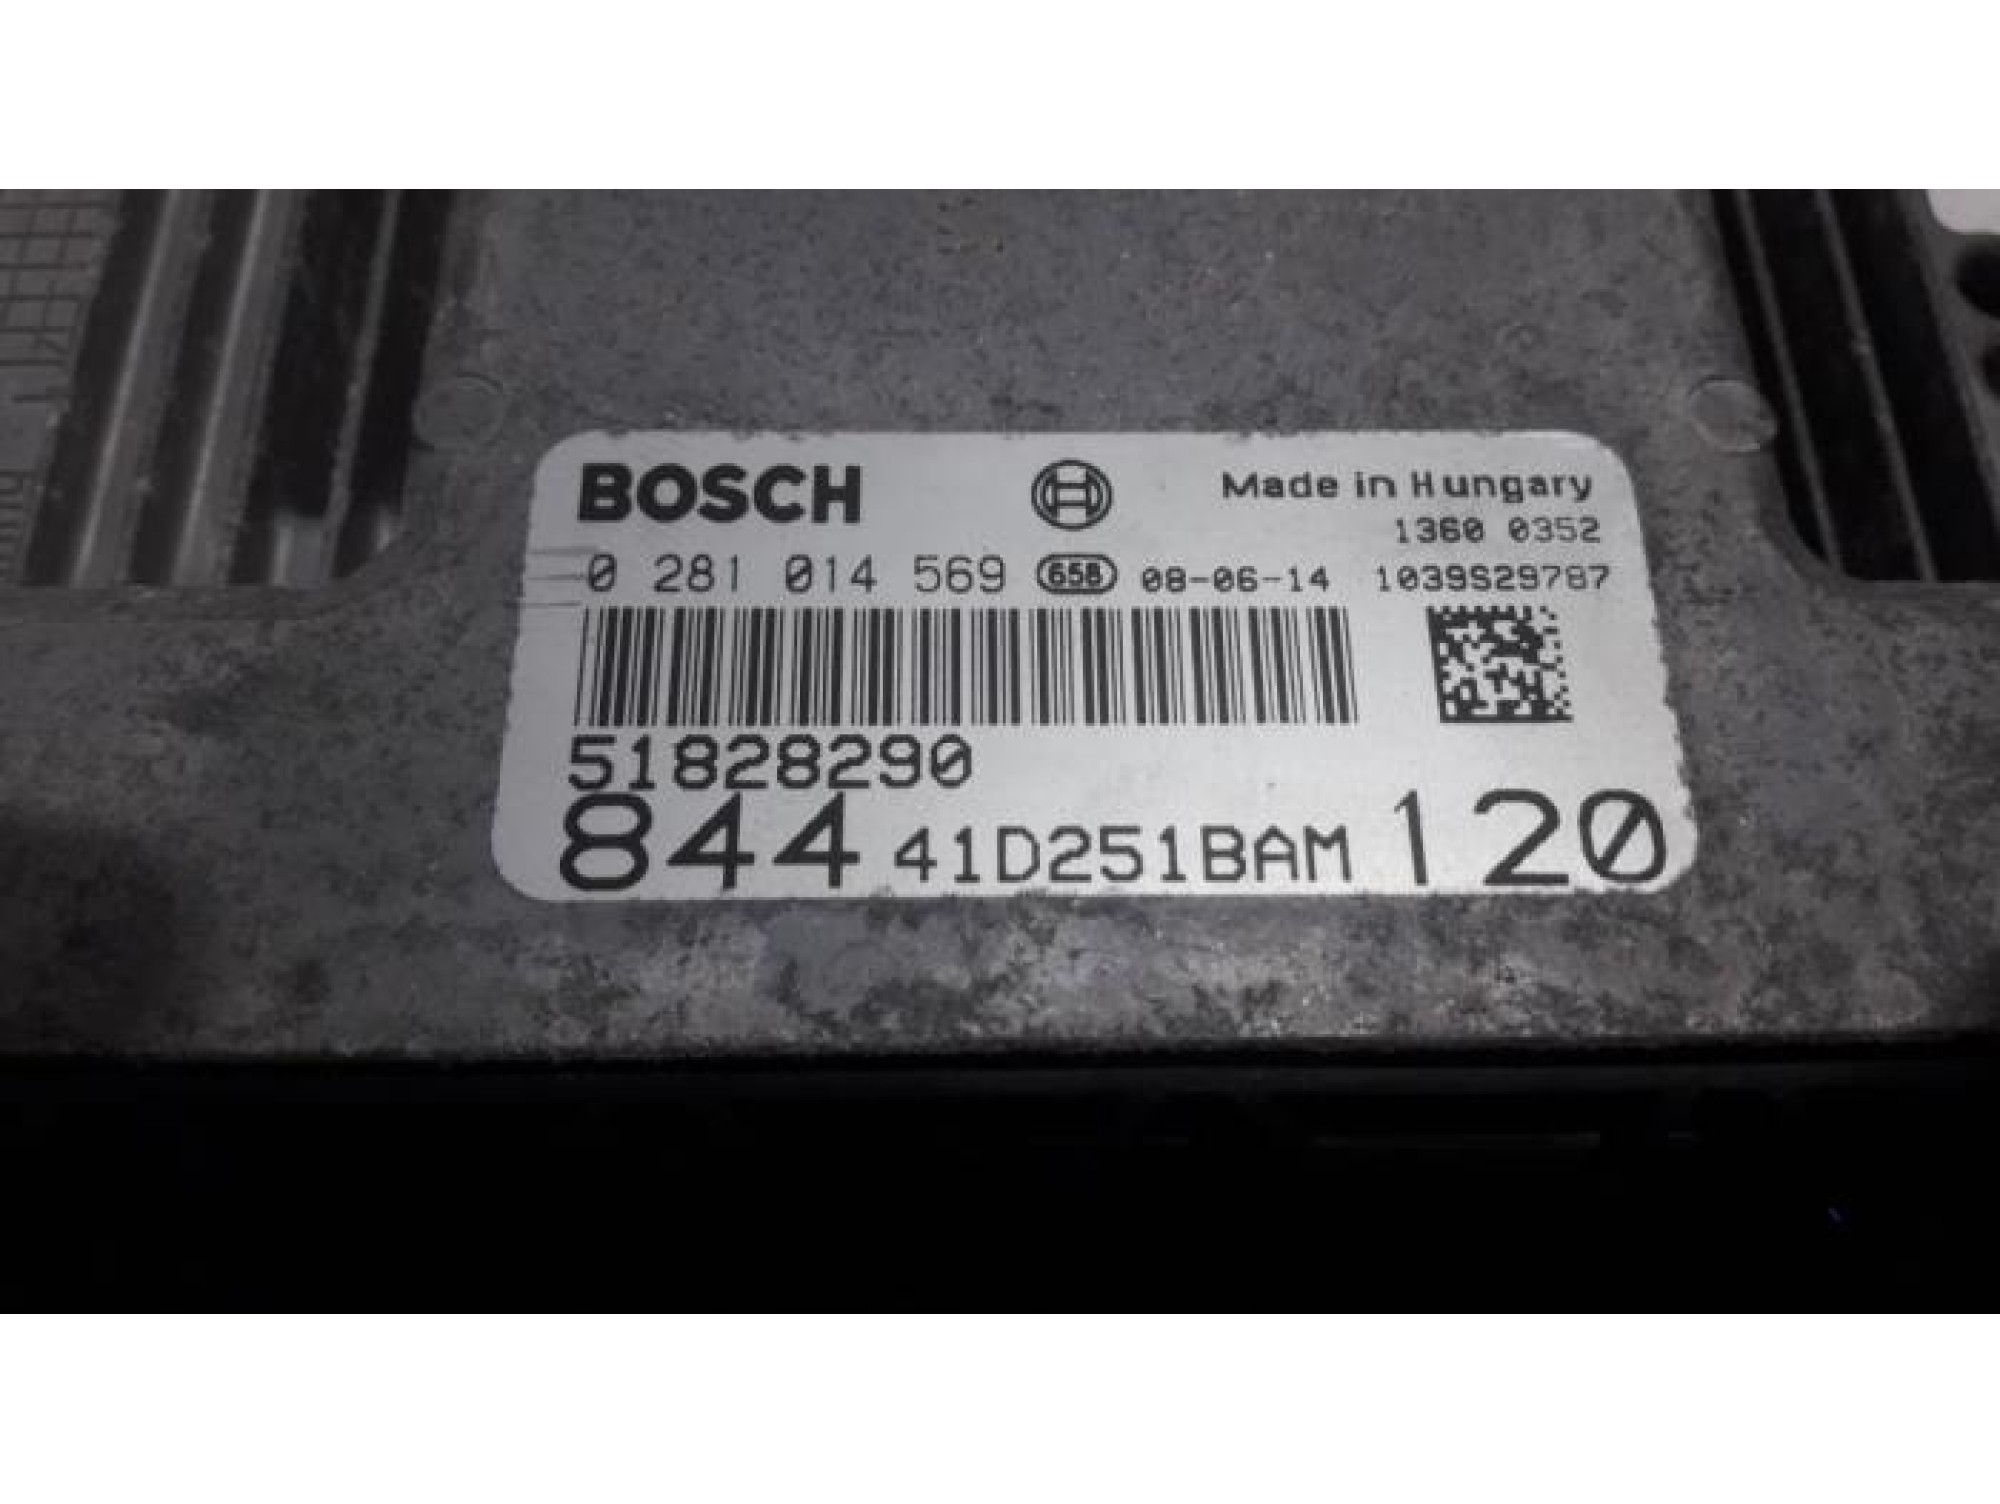 BOSCH
Made in Hungary
1360 0352
0 281 014 569 658 08-06-14 1039S29787
51828290
844 41D251BAM 120